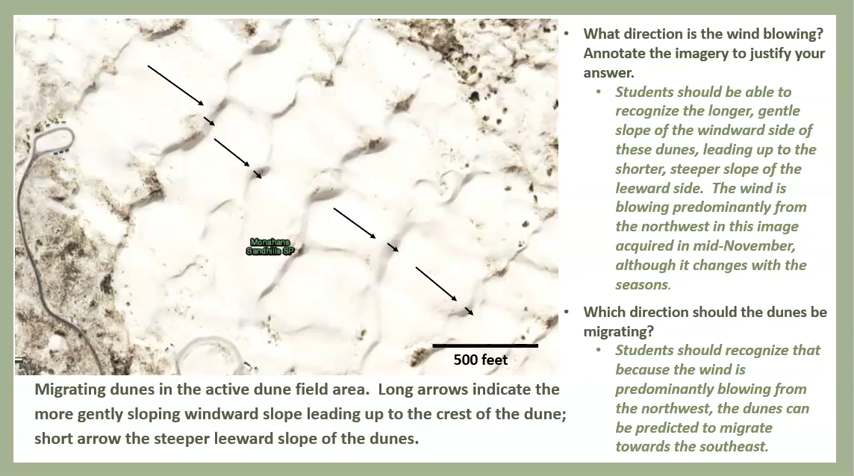 Monahans
Sandhills SP
500 feet
Migrating dunes in the active dune field area.  Long arrows indicate the
more gently sloping windward slope leading up to the crest of the dune;
short arrow the steeper leeward slope of the dunes.
• What direction is the wind blowing?
Annotate the imagery to justify your
answer.
• Students should be able to
recognize the longer, gentle
slope of the windward side of
these dunes, leading up to the
shorter, steeper slope of the
leeward side.  The wind is
blowing predominantly from
the northwest in this image
acquired in mid-November,
although it changes with the
seasons.
• Which direction should the dunes be
migrating?
• Students should recognize that
because the wind is
predominantly blowing from
the northwest, the dunes can
be predicted to migrate
towards the southeast.